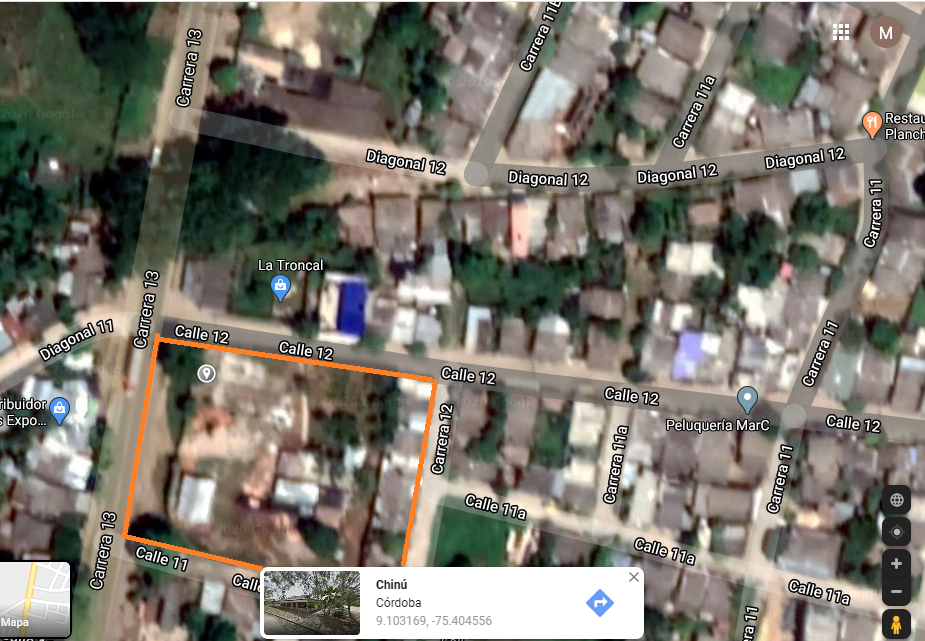 Carrera 13
Carrera 11b
M
Carrera 11a
Restau
Planch
Diagonal 12
Diagonal 12
Diagonal 12
Diagonal 12
Carrera 11
La Troncal
Carrera 13
Diagonal 11
Calle 12
Calle 12
Calle 12
Calle 12
Carrera 11
ribuidor
s Expo...
Peluquería MarC
Calle 12
Carrera 12
Carrera 11a
Carrera 11
Calle 11a
Carrera 13
Calle 11
Calle 11a
Calle 11a
Chinú
Córdoba
9.103169, -75.404556
Mapa